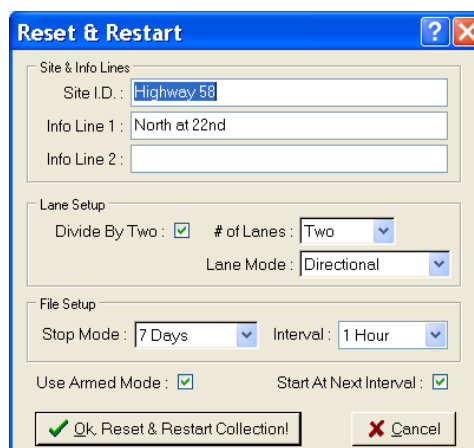 Reset & Restart
Site & Info Lines
Site I.D. : Highway 58
Info Line 1 : North at 22nd
Info Line 2 :
Lane Setup
Divide By Two : # of Lanes : Two
Lane Mode : Directional
File Setup
Stop Mode : 7 Days Interval : 1 Hour
Use Armed Mode : Start At Next Interval :
Ok, Reset & Restart Collection! Cancel